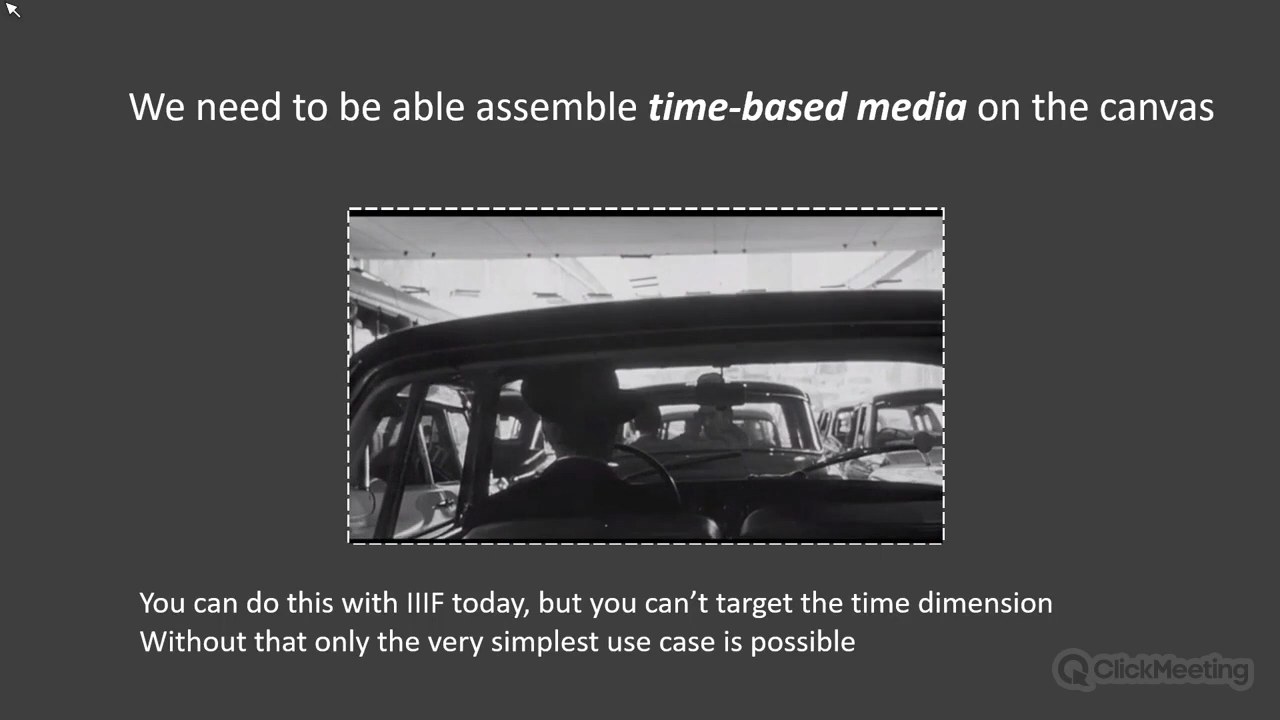 We need to be able assemble time-based media on the canvas
You can do this with IIIF today, but you can’t target the time dimension
Without that only the very simplest use case is possible
ClickMeeting